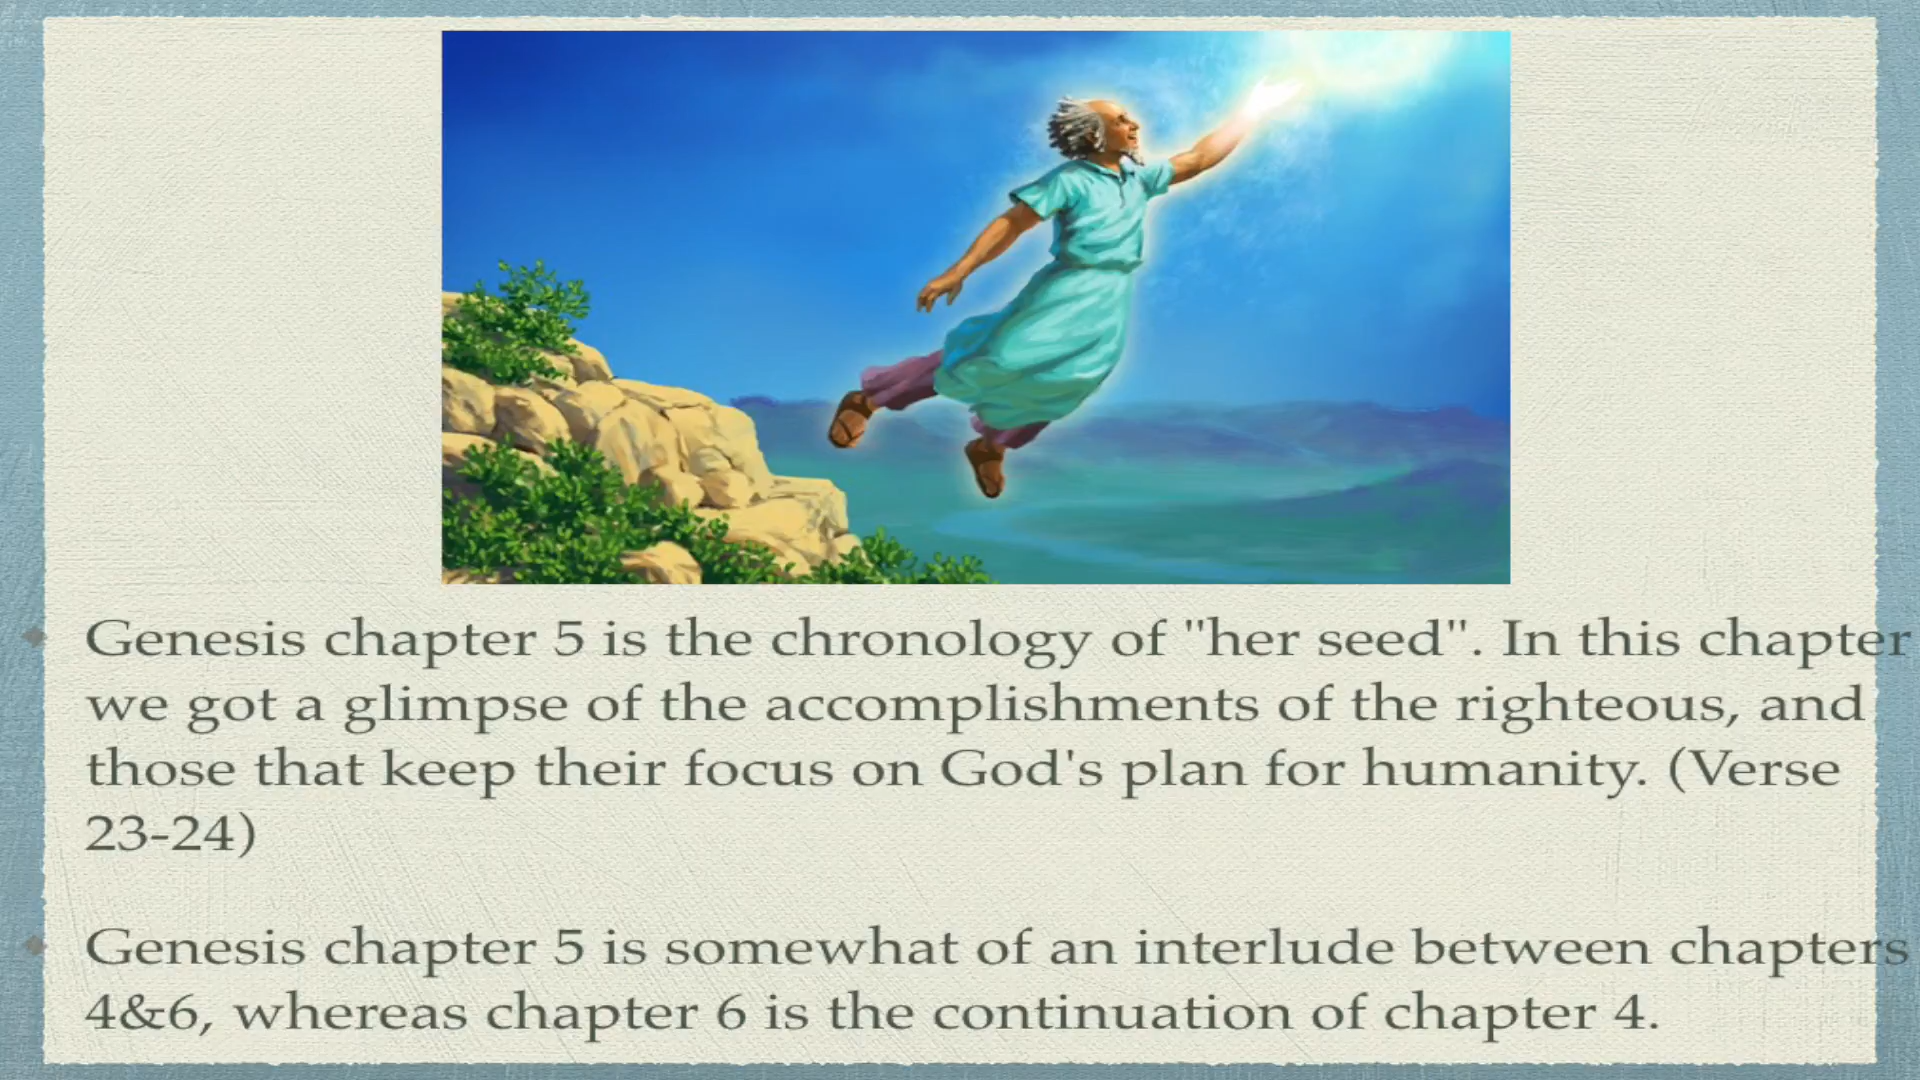 Genesis chapter 5 is the chronology of "her seed". In this chapter
we got a glimpse of the accomplishments of the righteous, and
those that keep their focus on God's plan for humanity. (Verse
23-24)
Genesis chapter 5 is somewhat of an interlude between chapters
4&6, whereas chapter 6 is the continuation of chapter 4.